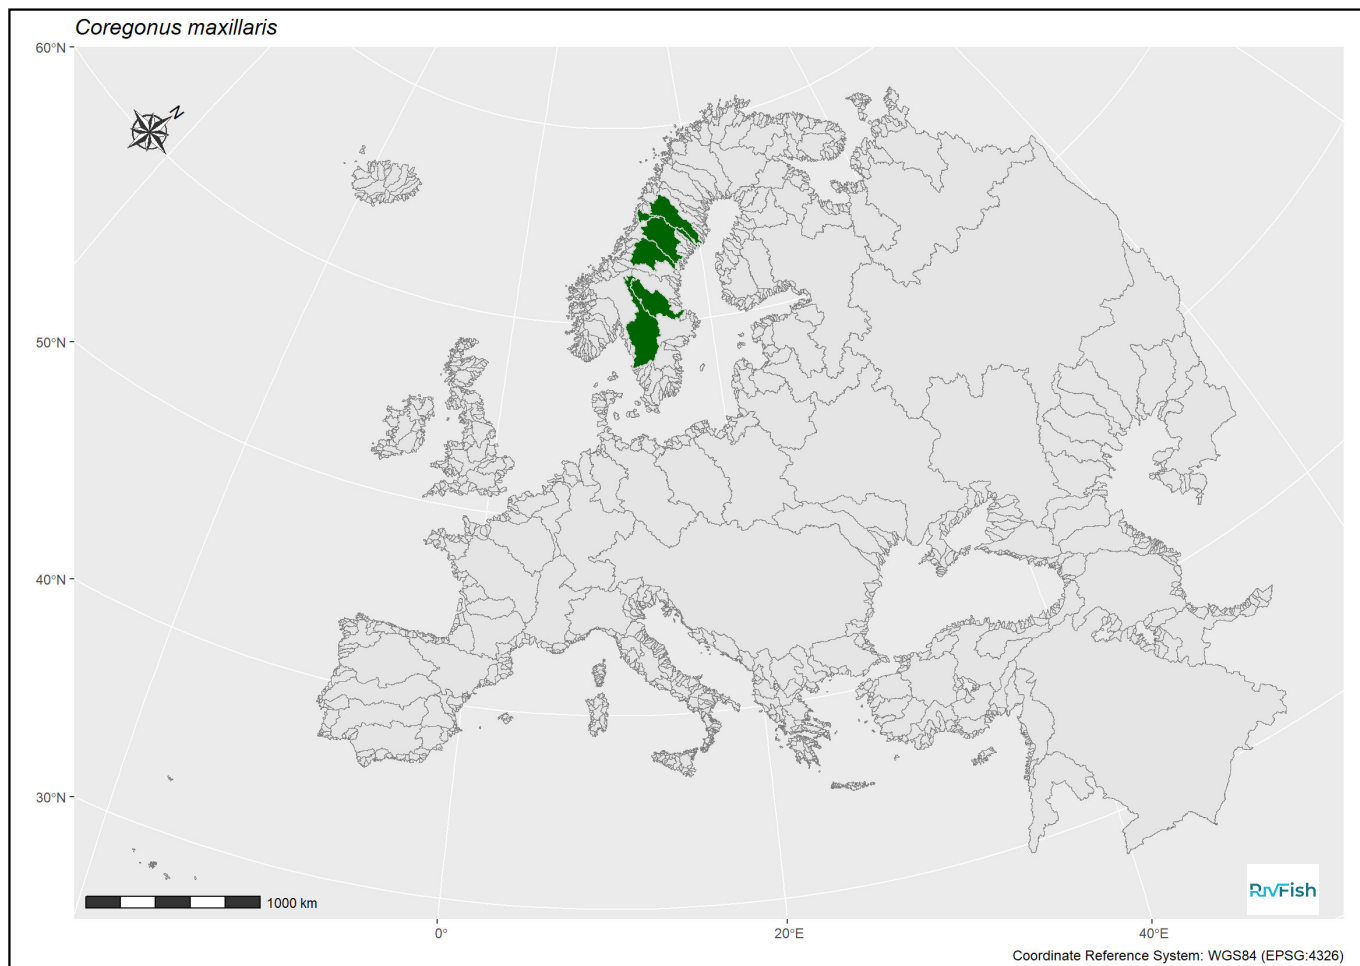 Coregonus maxillaris
60°N
N
50°N
40°N
30°N
1000 km
RIVFish
0°
20°E
40°E
Coordinate Reference System: WGS84 (EPSG:4326)